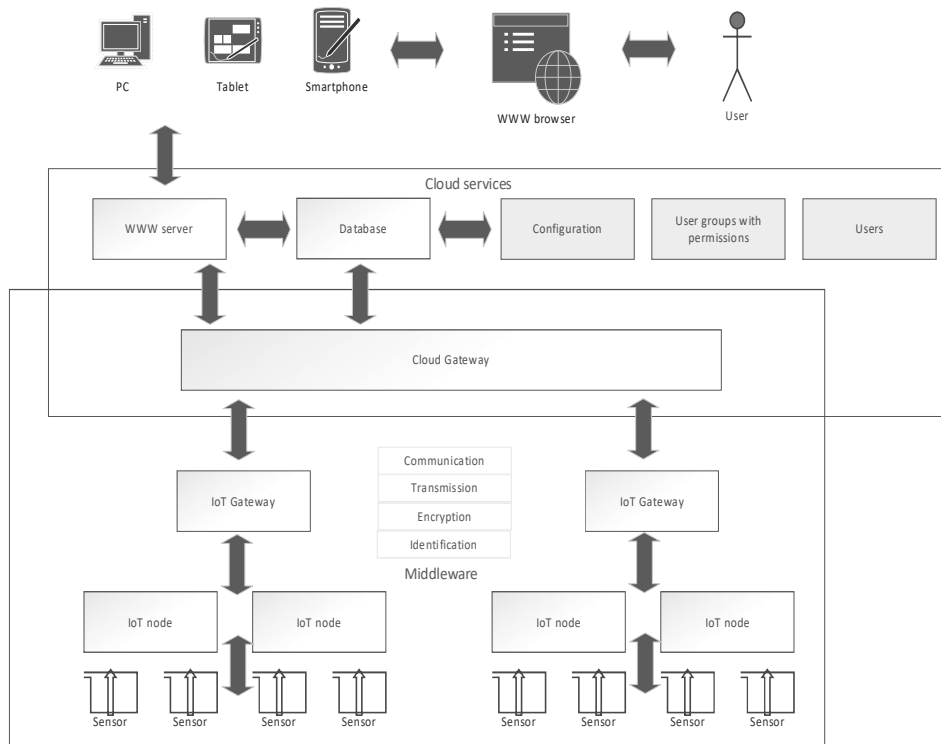 PC
Tablet
Smartphone
WWW browser
User
Cloud services
WWW server
Database
Configuration
User groups with
permissions
Users
Cloud Gateway
Communication
Transmission
Encryption
Identification
Middleware
IoT Gateway
IoT Gateway
IoT node
IoT node
IoT node
IoT node
Sensor
Sensor
Sensor
Sensor
Sensor
Sensor
Sensor
Sensor